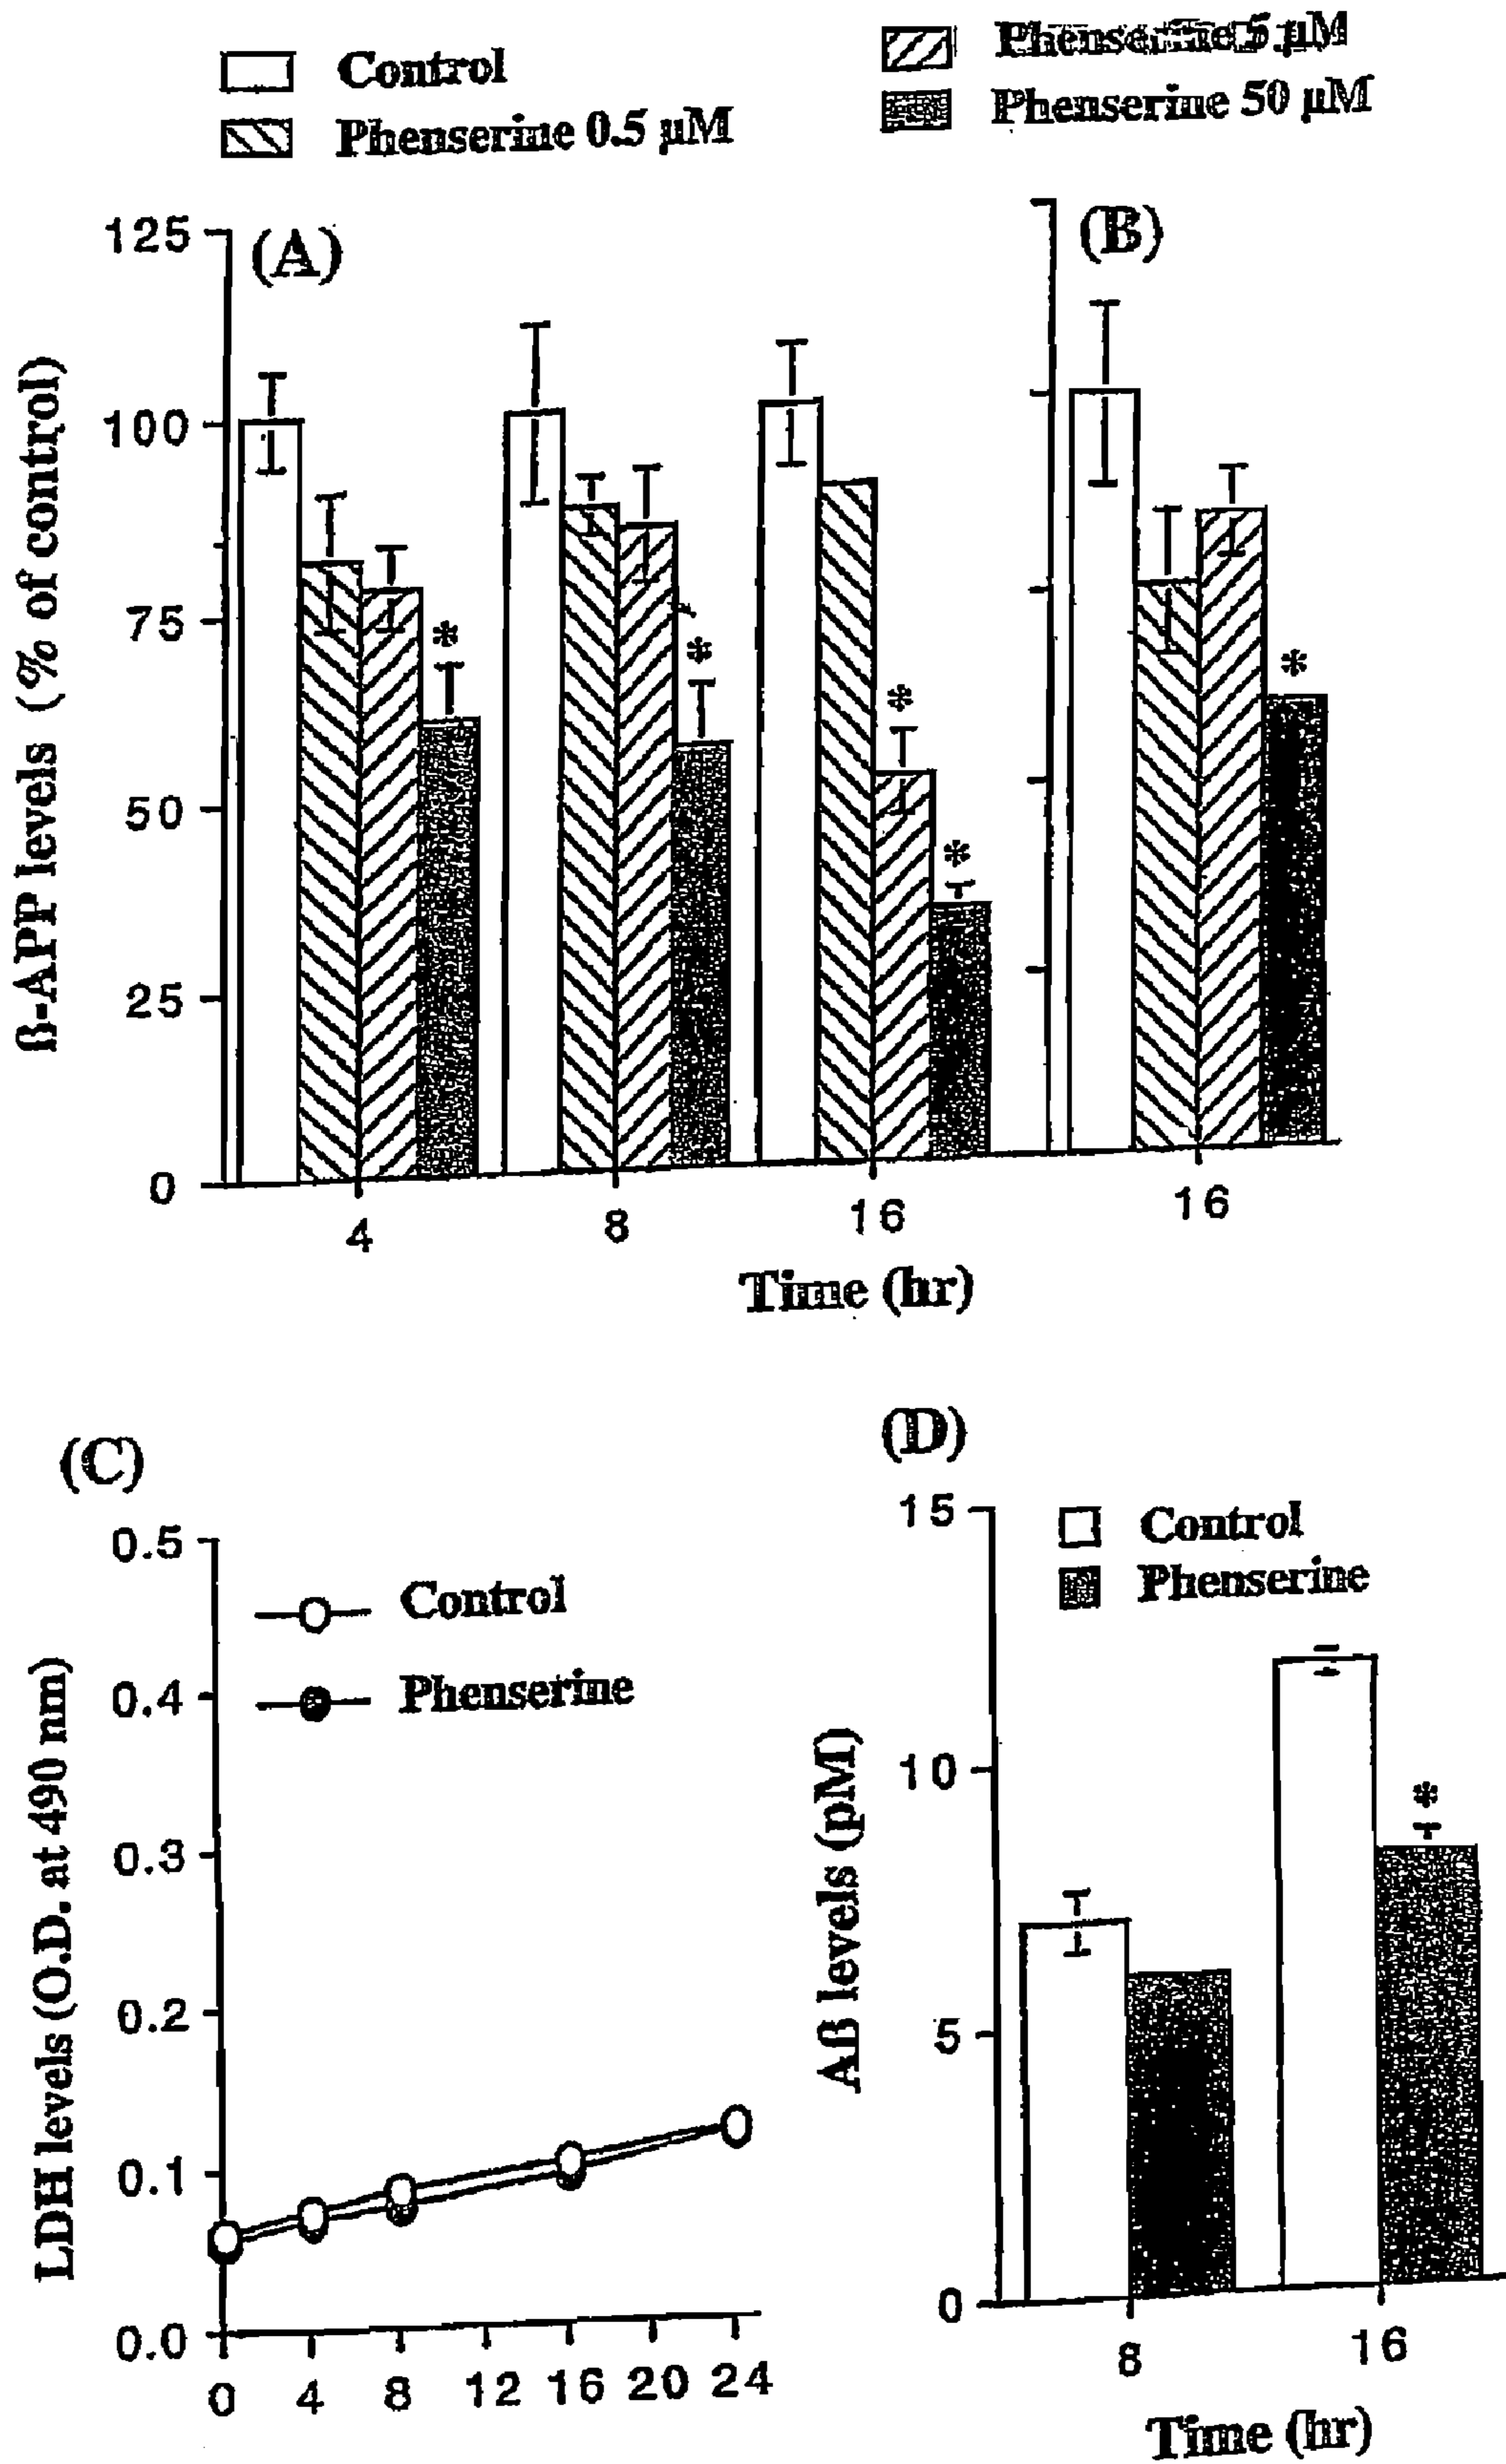 Control
Phenserine 0.5 µM
Phenserine 5 µM
Phenserine 50 µM
(A)
(B)
125
100
75
50
25
0
ß-APP levels (% of control)
*
*
*
*
*
4
8
16
16
Time (hr)
(C)
0.5
0.4
0.3
0.2
0.1
0.0
LDH levels (O.D. at 490 nm)
Control
Phenserine
0 4 8 12 16 20 24
(D)
15
10
5
0
Aß levels (pM)
Control
Phenserine
*
8
16
Time (hr)